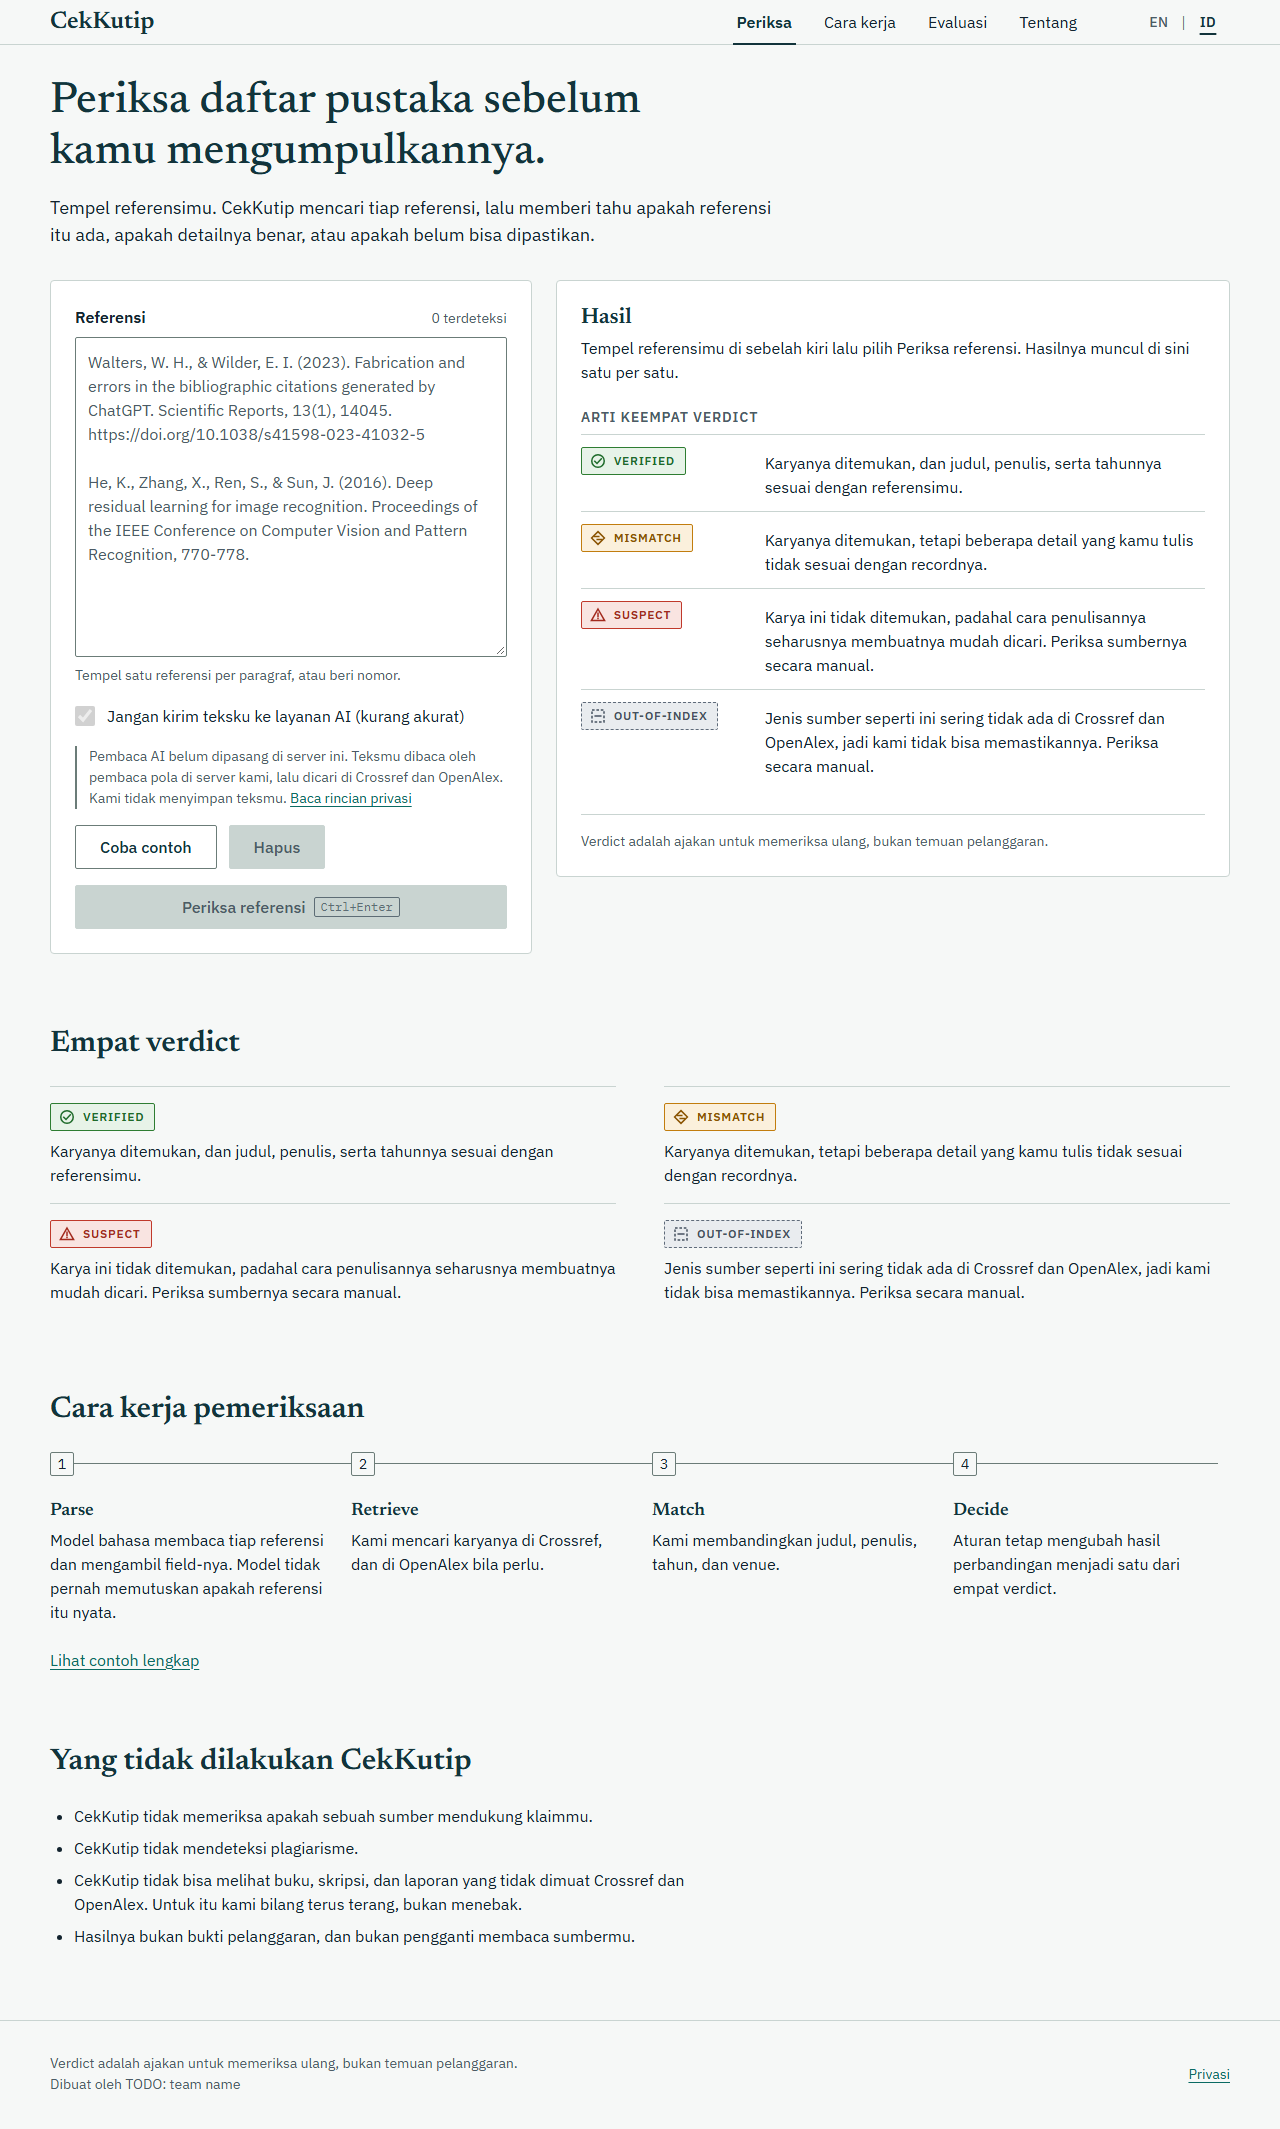 CekKutip
Periksa
Cara kerja
Evaluasi
Tentang
EN | ID
Periksa daftar pustaka sebelum
kamu mengumpulkannya.
Tempel referensimu. CekKutip mencari tiap referensi, lalu memberi tahu apakah referensi
itu ada, apakah detailnya benar, atau apakah belum bisa dipastikan.
Referensi
0 terdeteksi
Walters, W. H., & Wilder, E. I. (2023). Fabrication and
errors in the bibliographic citations generated by
ChatGPT. Scientific Reports, 13(1), 14045.
https://doi.org/10.1038/s41598-023-41032-5
He, K., Zhang, X., Ren, S., & Sun, J. (2016). Deep
residual learning for image recognition. Proceedings of
the IEEE Conference on Computer Vision and Pattern
Recognition, 770-778.
Tempel satu referensi per paragraf, atau beri nomor.
Jangan kirim teksku ke layanan AI (kurang akurat)
Pembaca AI belum dipasang di server ini. Teksmu dibaca oleh
pembaca pola di server kami, lalu dicari di Crossref dan OpenAlex.
Kami tidak menyimpan teksmu. Baca rincian privasi
Coba contoh
Hapus
Periksa referensi Ctrl+Enter
Hasil
Tempel referensimu di sebelah kiri lalu pilih Periksa referensi. Hasilnya muncul di sini
satu per satu.
ARTI KEEMPAT VERDICT
VERIFIED
Karyanya ditemukan, dan judul, penulis, serta tahunnya
sesuai dengan referensimu.
MISMATCH
Karyanya ditemukan, tetapi beberapa detail yang kamu tulis
tidak sesuai dengan recordnya.
SUSPECT
Karya ini tidak ditemukan, padahal cara penulisannya
seharusnya membuatnya mudah dicari. Periksa sumbernya
secara manual.
OUT-OF-INDEX
Jenis sumber seperti ini sering tidak ada di Crossref dan
OpenAlex, jadi kami tidak bisa memastikannya. Periksa
secara manual.
Verdict adalah ajakan untuk memeriksa ulang, bukan temuan pelanggaran.
Empat verdict
VERIFIED
Karyanya ditemukan, dan judul, penulis, serta tahunnya sesuai dengan
referensimu.
MISMATCH
Karyanya ditemukan, tetapi beberapa detail yang kamu tulis tidak sesuai
dengan recordnya.
SUSPECT
Karya ini tidak ditemukan, padahal cara penulisannya seharusnya membuatnya
mudah dicari. Periksa sumbernya secara manual.
OUT-OF-INDEX
Jenis sumber seperti ini sering tidak ada di Crossref dan OpenAlex, jadi kami
tidak bisa memastikannya. Periksa secara manual.
Cara kerja pemeriksaan
1
Parse
Model bahasa membaca tiap referensi
dan mengambil field-nya. Model tidak
pernah memutuskan apakah referensi
itu nyata.
2
Retrieve
Kami mencari karyanya di Crossref,
dan di OpenAlex bila perlu.
3
Match
Kami membandingkan judul, penulis,
tahun, dan venue.
4
Decide
Aturan tetap mengubah hasil
perbandingan menjadi satu dari
empat verdict.
Lihat contoh lengkap
Yang tidak dilakukan CekKutip
• CekKutip tidak memeriksa apakah sebuah sumber mendukung klaimmu.
• CekKutip tidak mendeteksi plagiarisme.
• CekKutip tidak bisa melihat buku, skripsi, dan laporan yang tidak dimuat Crossref dan
OpenAlex. Untuk itu kami bilang terus terang, bukan menebak.
• Hasilnya bukan bukti pelanggaran, dan bukan pengganti membaca sumbermu.
Verdict adalah ajakan untuk memeriksa ulang, bukan temuan pelanggaran.
Dibuat oleh TODO: team name
Privasi